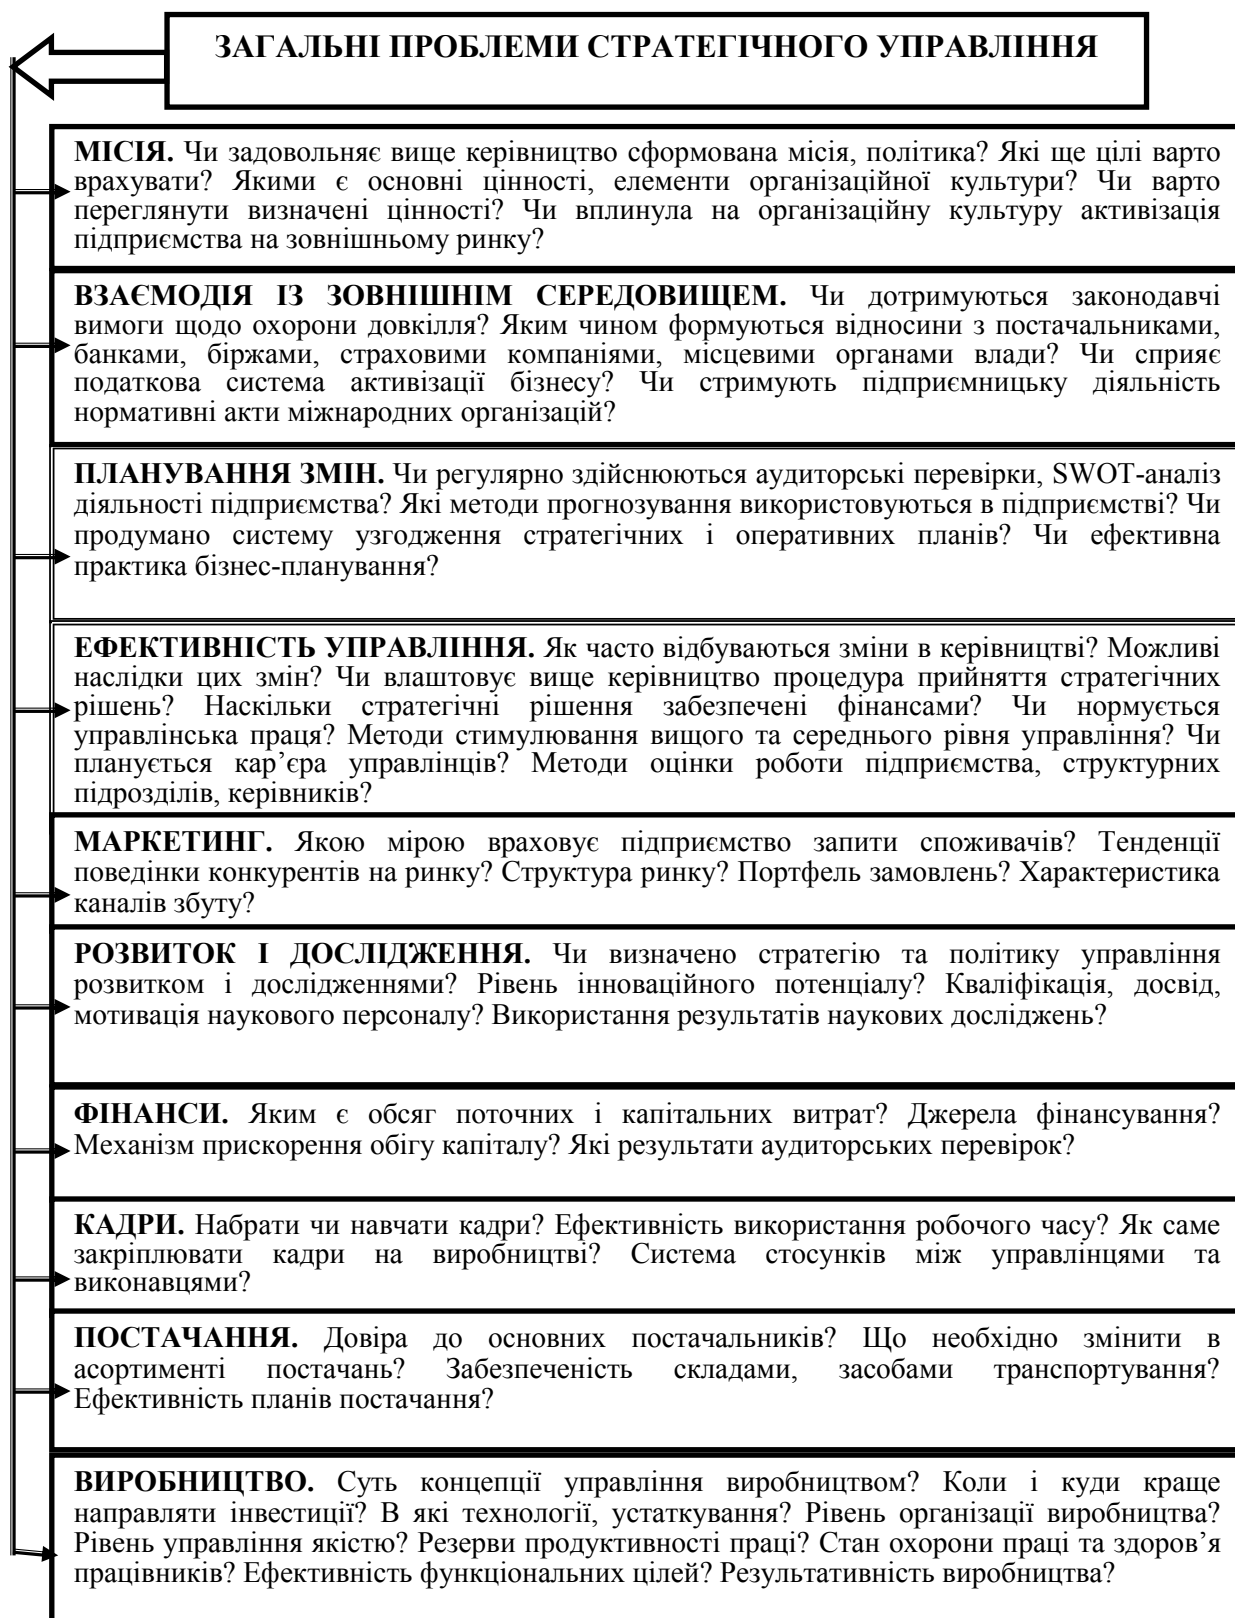 ЗАГАЛЬНІ ПРОБЛЕМИ СТРАТЕГІЧНОГО УПРАВЛІННЯ
МІСІЯ. Чи задовольняє вище керівництво сформована місія, політика? Які ще цілі варто
врахувати? Якими є основні цінності, елементи організаційної культури? Чи варто
переглянути визначені цінності? Чи вплинула на організаційну культуру активізація
підприємства на зовнішньому ринку?
ВЗАЄМОДІЯ ІЗ ЗОВНІШНІМ СЕРЕДОВИЩЕМ. Чи дотримуються законодавчі
вимоги щодо охорони довкілля? Яким чином формуються відносини з постачальниками,
банками, біржами, страховими компаніями, місцевими органами влади? Чи сприяє
податкова система активізації бізнесу? Чи стримують підприємницьку діяльність
нормативні акти міжнародних організацій?
ПЛАНУВАННЯ ЗМІН. Чи регулярно здійснюються аудиторські перевірки, SWOT-аналіз
діяльності підприємства? Які методи прогнозування використовуються в підприємстві? Чи
продумано систему узгодження стратегічних і оперативних планів? Чи ефективна
практика бізнес-планування?
ЕФЕКТИВНІСТЬ УПРАВЛІННЯ. Як часто відбуваються зміни в керівництві? Можливі
наслідки цих змін? Чи влаштовує вище керівництво процедура прийняття стратегічних
рішень? Наскільки стратегічні рішення забезпечені фінансами? Чи нормується
управлінська праця? Методи стимулювання вищого та середнього рівня управління? Чи
планується кар’єра управлінців? Методи оцінки роботи підприємства, структурних
підрозділів, керівників?
МАРКЕТИНГ. Якою мірою враховує підприємство запити споживачів? Тенденції
поведінки конкурентів на ринку? Структура ринку? Портфель замовлень? Характеристика
каналів збуту?
РОЗВИТОК І ДОСЛІДЖЕННЯ. Чи визначено стратегію та політику управління
розвитком і дослідженнями? Рівень інноваційного потенціалу? Кваліфікація, досвід,
мотивація наукового персоналу? Використання результатів наукових досліджень?
ФІНАНСИ. Яким є обсяг поточних і капітальних витрат? Джерела фінансування?
Механізм прискорення обігу капіталу? Які результати аудиторських перевірок?
КАДРИ. Набрати чи навчати кадри? Ефективність використання робочого часу? Як саме
закріплювати кадри на виробництві? Система стосунків між управлінцями та
виконавцями?
ПОСТАЧАННЯ. Довіра до основних постачальників? Що необхідно змінити в
асортименті постачань? Забезпеченість складами, засобами транспортування?
Ефективність планів постачання?
ВИРОБНИЦТВО. Суть концепції управління виробництвом? Коли і куди краще
направляти інвестиції? В які технології, устаткування? Рівень організації виробництва?
Рівень управління якістю? Резерви продуктивності праці? Стан охорони праці та здоров’я
працівників? Ефективність функціональних цілей? Результативність виробництва?